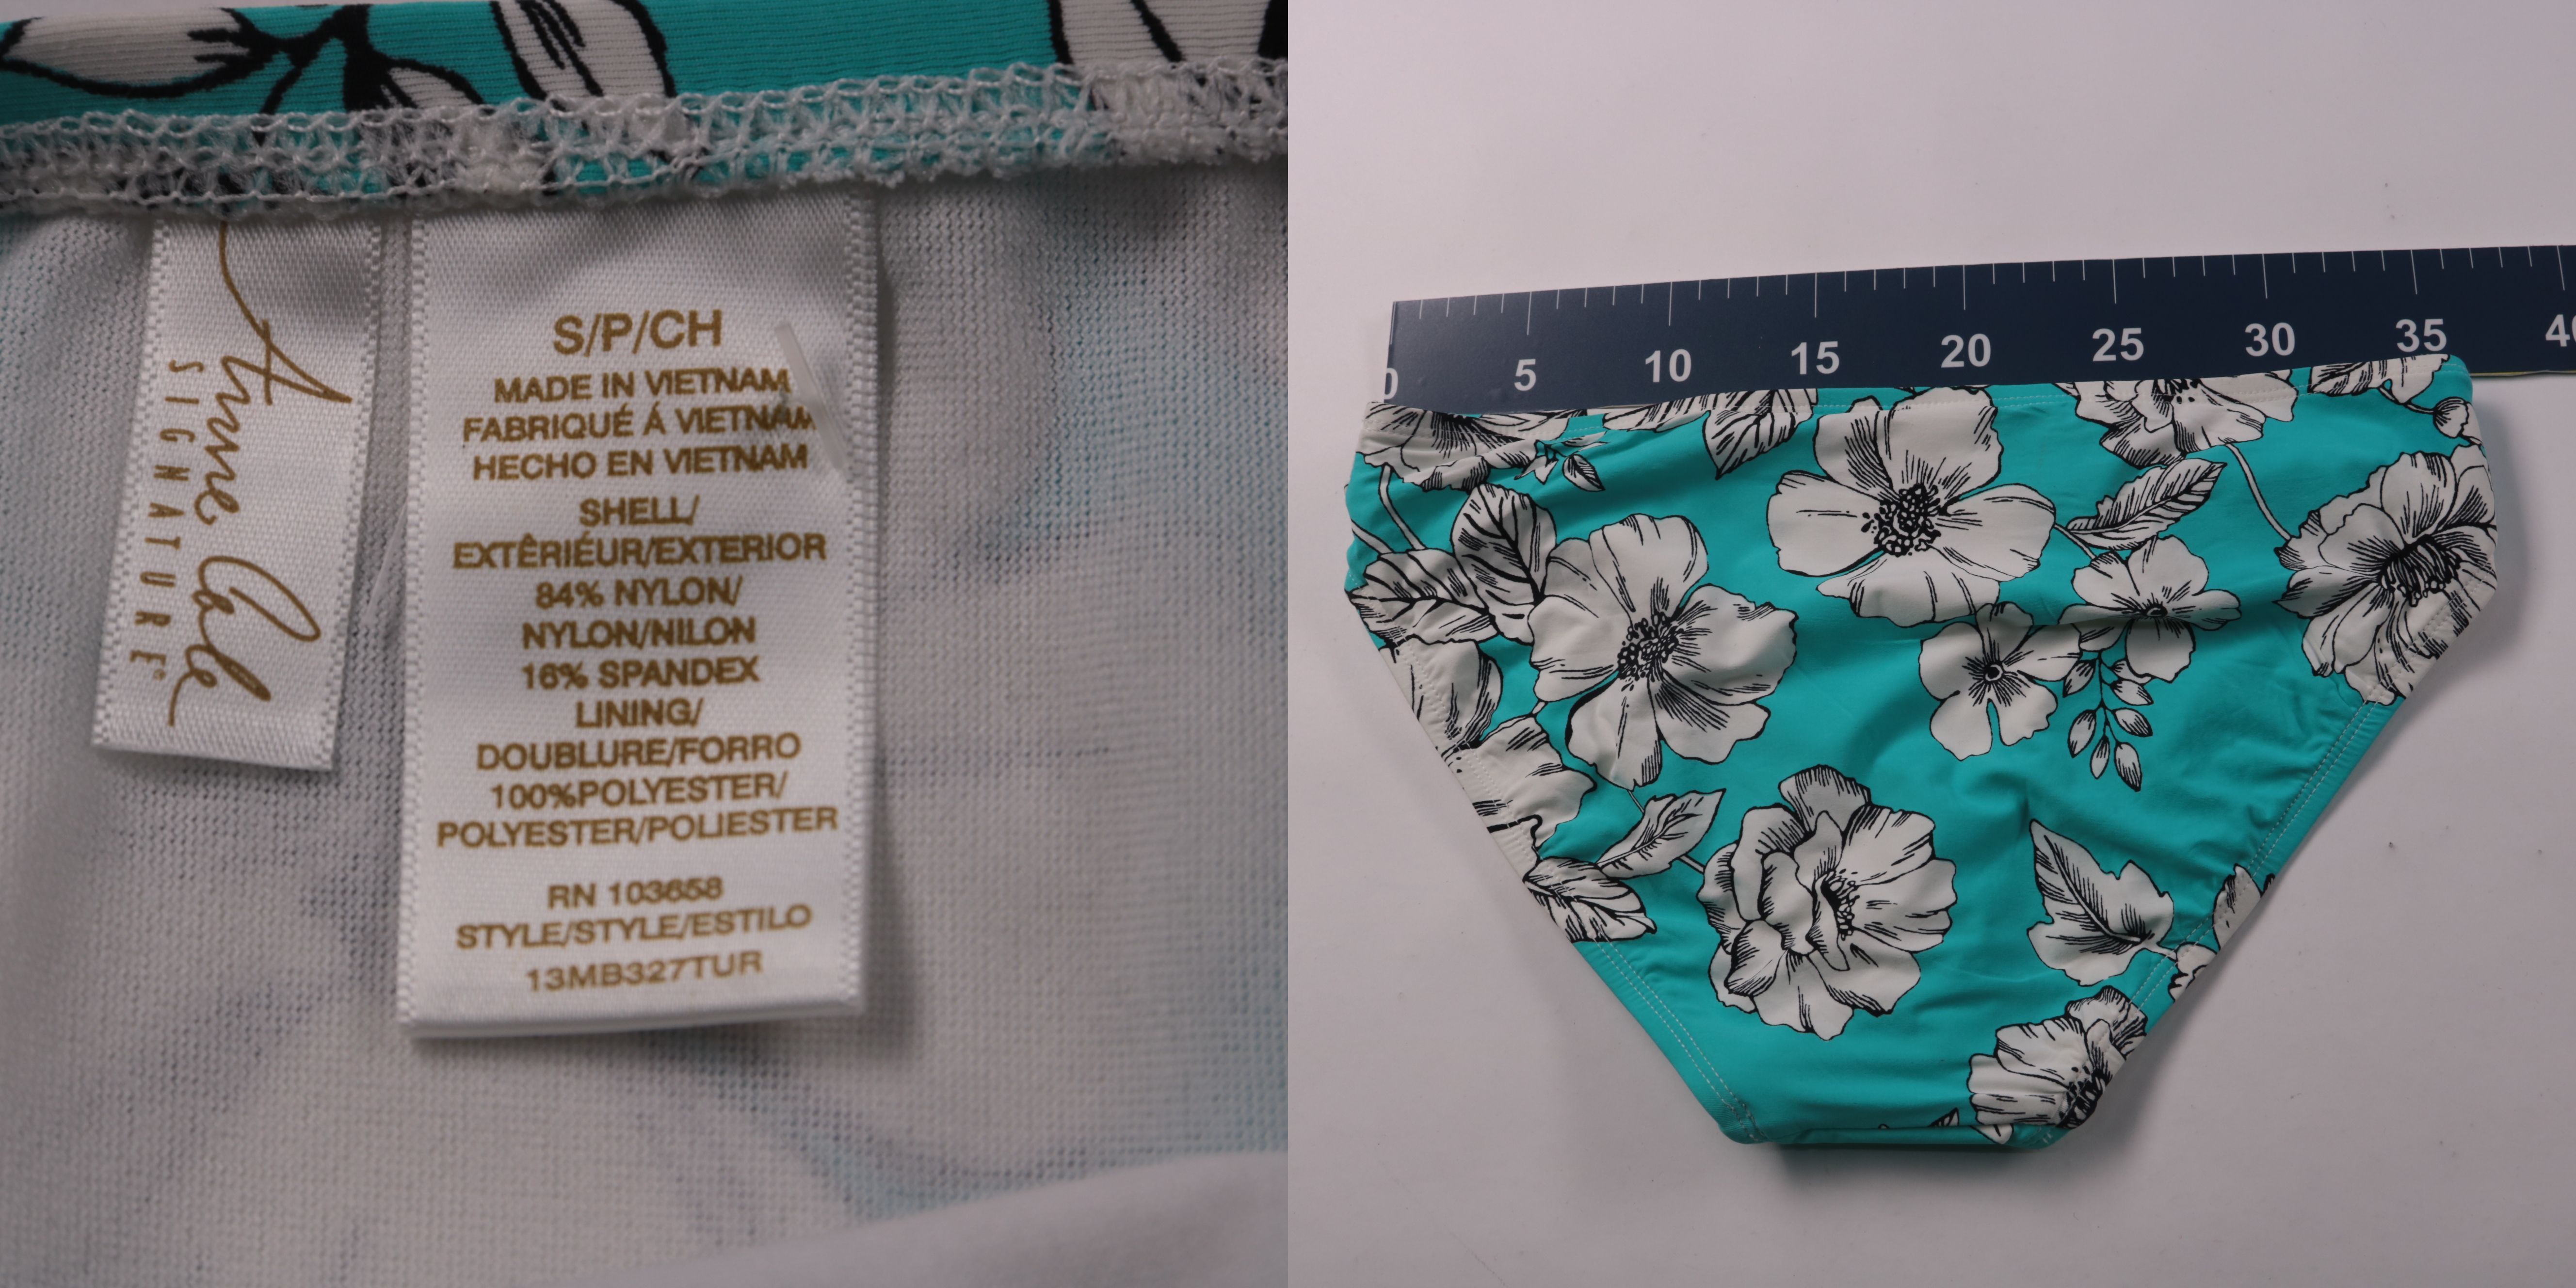 Anne Cole
SIGNATURE®
S/P/CH
MADE IN VIETNAM
FABRIQUÉ Á VIETNAM
HECHO EN VIETNAM
SHELL/
EXTÊRIÉUR/EXTERIOR
84% NYLON/
NYLON/NILON
16% SPANDEX
LINING/
DOUBLURE/FORRO
100%POLYESTER/
POLYESTER/POLIESTER
RN 103658
STYLE/STYLE/ESTILO
13MB327TUR
0 5 10 15 20 25 30 35 40